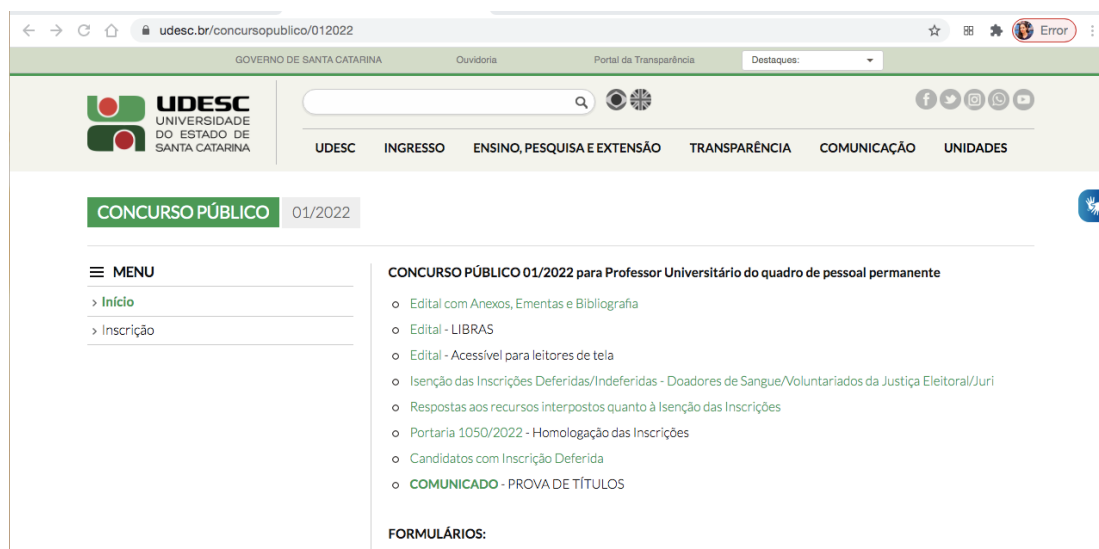 udesc.br/concursopublico/012022
Error
GOVERNO DE SANTA CATARINA Ouvidoria Portal da Transparência Destaques:
UDESC
UNIVERSIDADE
DO ESTADO DE
SANTA CATARINA
UDESC INGRESSO ENSINO, PESQUISA E EXTENSÃO TRANSPARÊNCIA COMUNICAÇÃO UNIDADES
CONCURSO PÚBLICO 01/2022
MENU
Início
Inscrição
CONCURSO PÚBLICO 01/2022 para Professor Universitário do quadro de pessoal permanente
Edital com Anexos, Ementas e Bibliografia
Edital - LIBRAS
Edital - Acessível para leitores de tela
Isenção das Inscrições Deferidas/Indeferidas - Doadores de Sangue/Voluntariados da Justiça Eleitoral/Juri
Respostas aos recursos interpostos quanto à Isenção das Inscrições
Portaria 1050/2022 - Homologação das Inscrições
Candidatos com Inscrição Deferida
COMUNICADO - PROVA DE TÍTULOS
FORMULÁRIOS: